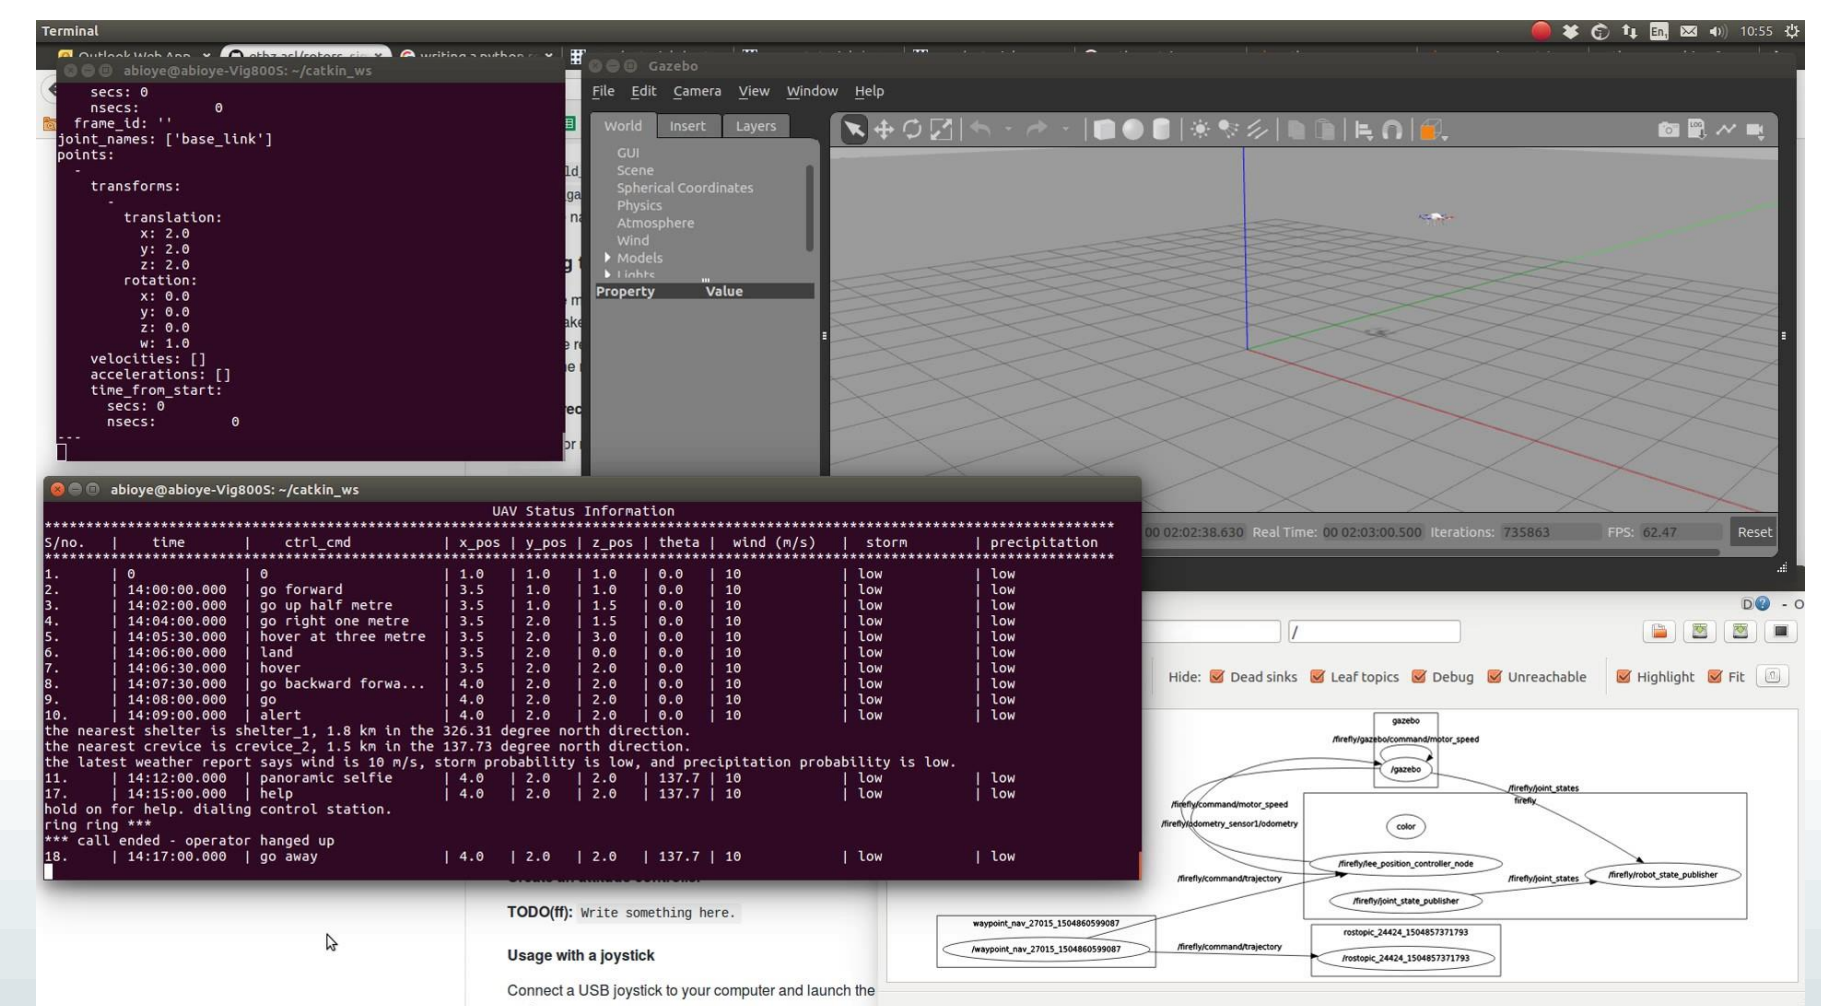 Terminal
En
10:55
Outlook Web App
ethz-asl/rotors_sim
writing a python
abioye@abioye-Vig800S: ~/catkin_ws
secs: 0
nsecs: 0
frame_id: ''
joint_names: ['base_link']
points:
-
transforms:
-
translation:
x: 2.0
y: 2.0
z: 2.0
rotation:
x: 0.0
y: 0.0
z: 0.0
w: 1.0
velocities: []
accelerations: []
time_from_start:
secs: 0
nsecs: 0
---
Gazebo
File Edit Camera View Window Help
World Insert Layers
LOG
GUI
Scene
Spherical Coordinates
Physics
Atmosphere
Wind
Models
Lights
Property Value
00 02:02:38.630 Real Time: 00 02:03:00.500 Iterations: 735863 FPS: 62.47 Reset
abioye@abioye-Vig800S: ~/catkin_ws
UAV Status Information
S/no. | time | ctrl_cmd | x_pos | y_pos | z_pos | theta | wind (m/s) | storm | precipitation
1. | 0 | 0 | 1.0 | 1.0 | 1.0 | 0.0 | 10 | low | low
2. | 14:00:00.000 | go forward | 3.5 | 1.0 | 1.0 | 0.0 | 10 | low | low
3. | 14:02:00.000 | go up half metre | 3.5 | 1.0 | 1.5 | 0.0 | 10 | low | low
4. | 14:04:00.000 | go right one metre | 3.5 | 2.0 | 1.5 | 0.0 | 10 | low | low
5. | 14:05:30.000 | hover at three metre | 3.5 | 2.0 | 3.0 | 0.0 | 10 | low | low
6. | 14:06:00.000 | land | 3.5 | 2.0 | 0.0 | 0.0 | 10 | low | low
7. | 14:06:30.000 | hover | 3.5 | 2.0 | 2.0 | 0.0 | 10 | low | low
8. | 14:07:30.000 | go backward forwa... | 4.0 | 2.0 | 2.0 | 0.0 | 10 | low | low
9. | 14:08:00.000 | go | 4.0 | 2.0 | 2.0 | 0.0 | 10 | low | low
10. | 14:09:00.000 | alert | 4.0 | 2.0 | 2.0 | 0.0 | 10 | low | low
the nearest shelter is shelter_1, 1.8 km in the 326.31 degree north direction.
the nearest crevice is crevice_2, 1.5 km in the 137.73 degree north direction.
the latest weather report says wind is 10 m/s, storm probability is low, and precipitation probability is low.
11. | 14:12:00.000 | panoramic selfie | 4.0 | 2.0 | 2.0 | 137.7 | 10 | low | low
17. | 14:15:00.000 | help | 4.0 | 2.0 | 2.0 | 137.7 | 10 | low | low
hold on for help. dialing control station.
ring ring ***
*** call ended - operator hanged up
18. | 14:17:00.000 | go away | 4.0 | 2.0 | 2.0 | 137.7 | 10 | low | low
TODO(ff): Write something here.
Usage with a joystick
Connect a USB joystick to your computer and launch the
D - O
/
Hide: Dead sinks Leaf topics Debug Unreachable Highlight Fit
gazebo
/firefly/gazebo/command/motor_speed
/gazebo
/firefly/joint_states
firefly
/firefly/command/motor_speed
/firefly/odometry_sensor1/odometry
color
/firefly/lee_position_controller_node
/firefly/command/trajectory
/firefly/joint_states
/firefly/robot_state_publisher
/firefly/joint_state_publisher
waypoint_nav_27015_1504860599087
/waypoint_nav_27015_1504860599087
/firefly/command/trajectory
rostopic_24424_1504857371793
/rostopic_24424_1504857371793